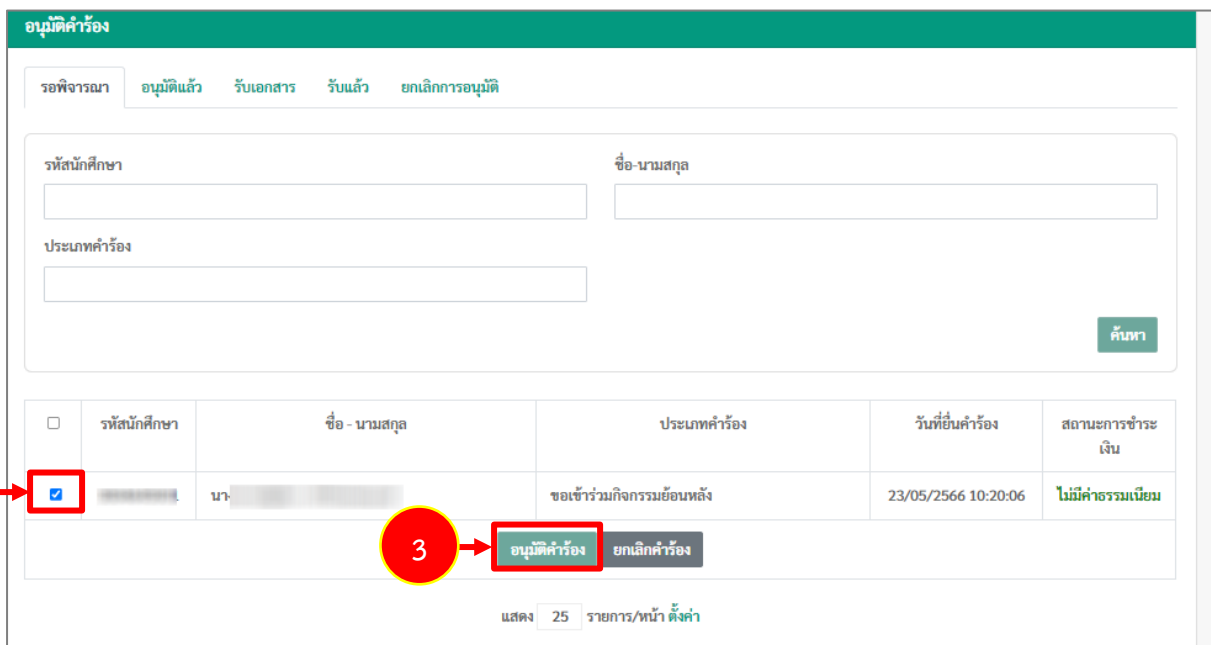 อนุมัติคำร้อง
รอพิจารณา อนุมัติแล้ว รับเอกสาร รับแล้ว ยกเลิกการอนุมัติ
รหัสนักศึกษา ชื่อ-นามสกุล
ประเภทคำร้อง
ค้นหา
รหัสนักศึกษา ชื่อ - นามสกุล ประเภทคำร้อง วันที่ยื่นคำร้อง สถานะการชำระ
เงิน
ขอเข้าร่วมกิจกรรมย้อนหลัง 23/05/2566 10:20:06 ไม่มีค่าธรรมเนียม
3 อนุมัติคำร้อง ยกเลิกคำร้อง
แสดง 25 รายการ/หน้า ตั้งค่า